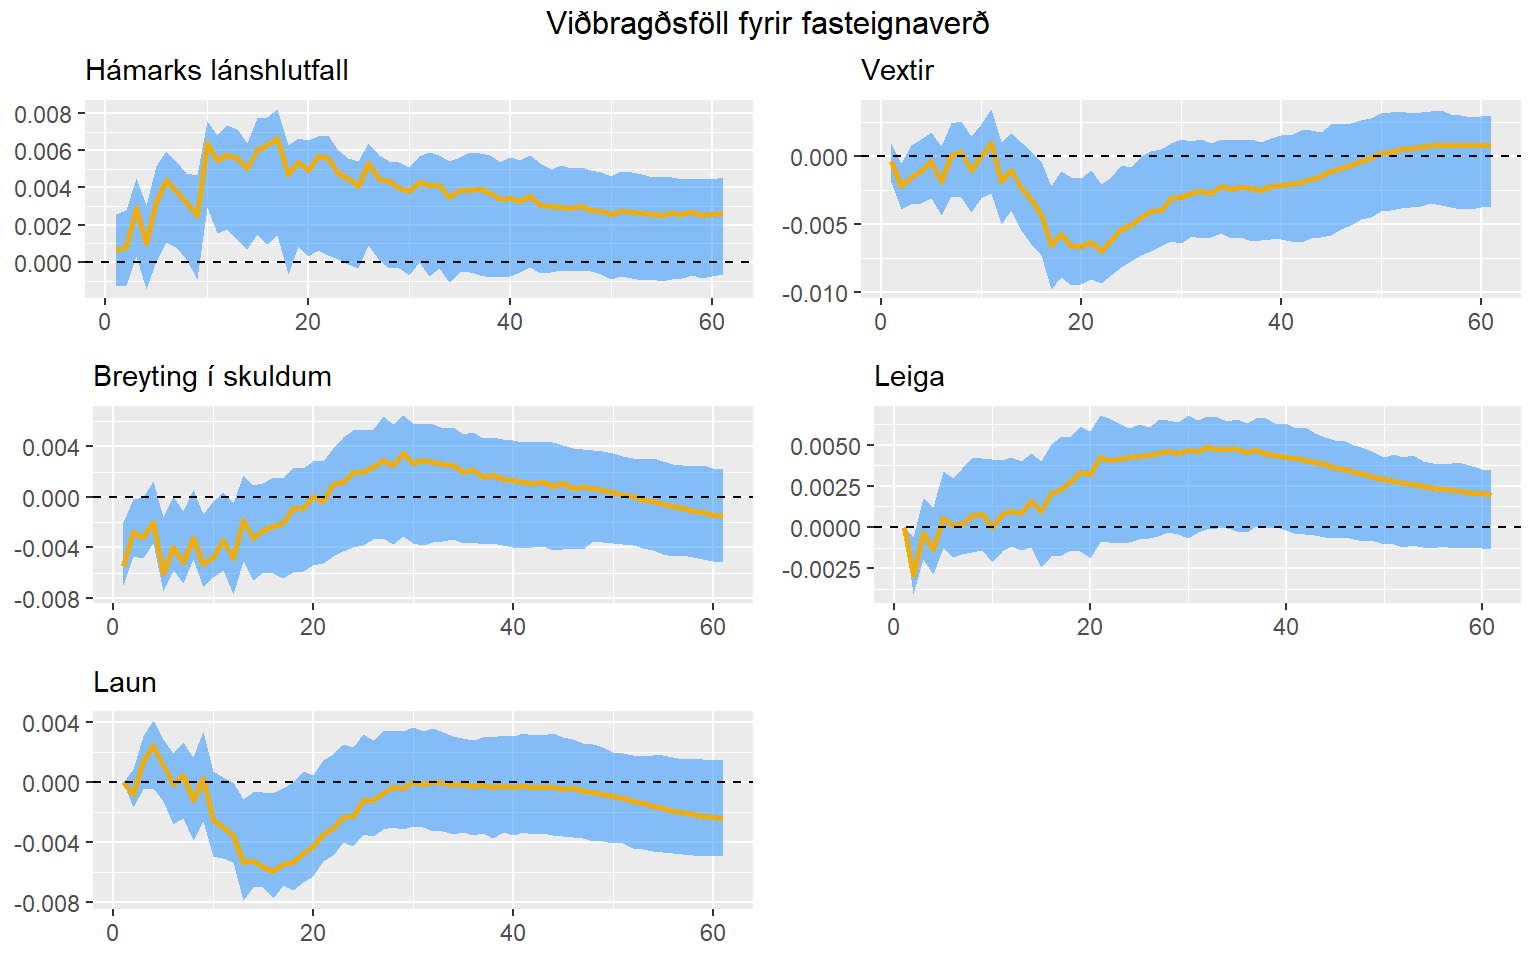 Viðbragðsföll fyrir fasteignaverð
Hámarks lánshlutfall
0.008
0.006
0.004
0.002
0.000
0 20 40 60
Vextir
0.000
-0.005
-0.010
0 20 40 60
Breyting í skuldum
0.004
0.000
-0.004
-0.008
0 20 40 60
Leiga
0.0050
0.0025
0.0000
-0.0025
0 20 40 60
Laun
0.004
0.000
-0.004
-0.008
0 20 40 60